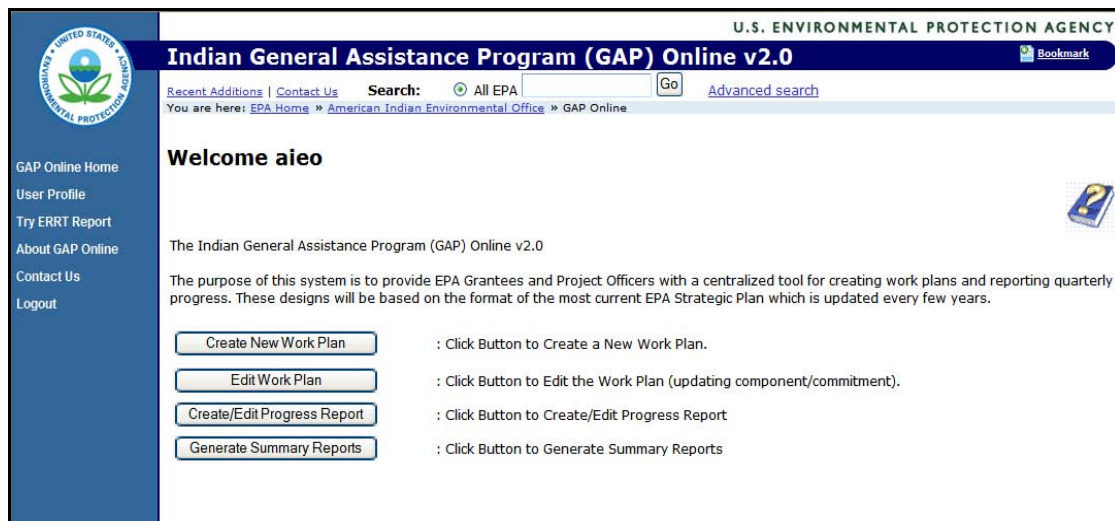 U.S. ENVIRONMENTAL PROTECTION AGENCY
Indian General Assistance Program (GAP) Online v2.0
Bookmark
Recent Additions | Contact Us Search: All EPA Go Advanced search
You are here: EPA Home » American Indian Environmental Office » GAP Online
UNITED STATES
ENVIRONMENTAL PROTECTION AGENCY
GAP Online Home
User Profile
Try ERRT Report
About GAP Online
Contact Us
Logout
Welcome aieo
?
The Indian General Assistance Program (GAP) Online v2.0
The purpose of this system is to provide EPA Grantees and Project Officers with a centralized tool for creating work plans and reporting quarterly
progress. These designs will be based on the format of the most current EPA Strategic Plan which is updated every few years.
Create New Work Plan : Click Button to Create a New Work Plan.
Edit Work Plan : Click Button to Edit the Work Plan (updating component/commitment).
Create/Edit Progress Report : Click Button to Create/Edit Progress Report
Generate Summary Reports : Click Button to Generate Summary Reports